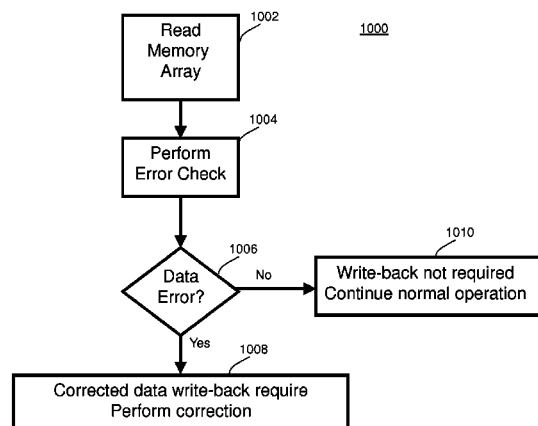 1002
1000
Read
Memory
Array
1004
Perform
Error Check
1006
Data
Error?
No
1010
Write-back not required
Continue normal operation
Yes
1008
Corrected data write-back require
Perform correction